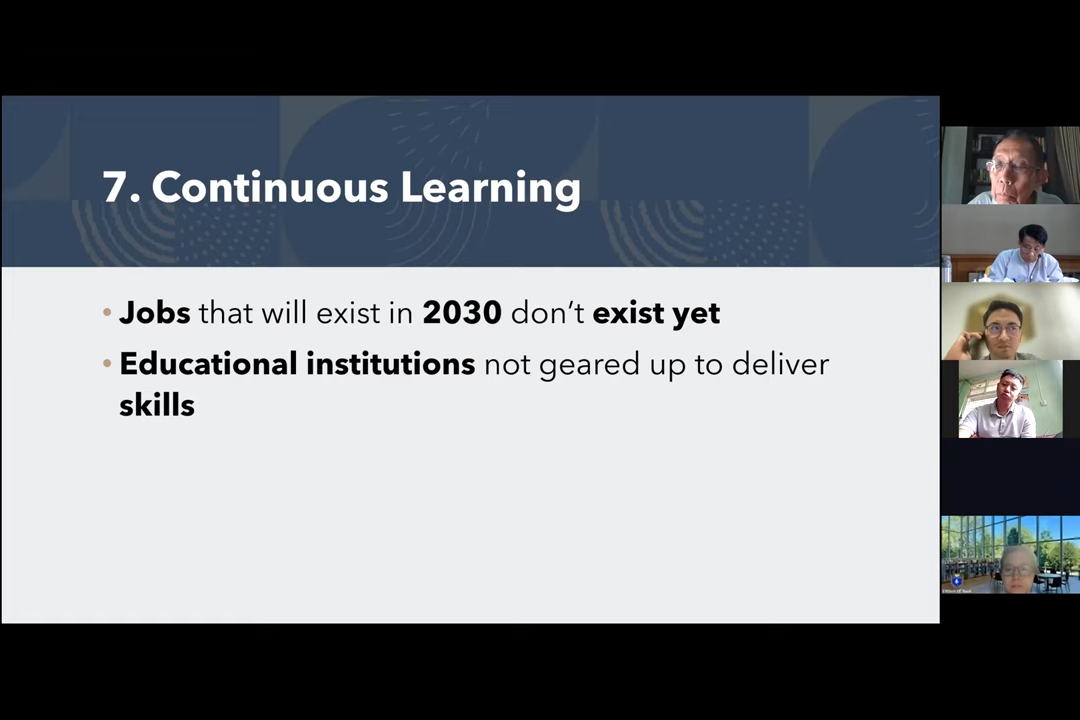 7. Continuous Learning
• Jobs that will exist in 2030 don’t exist yet
• Educational institutions not geared up to deliver
skills